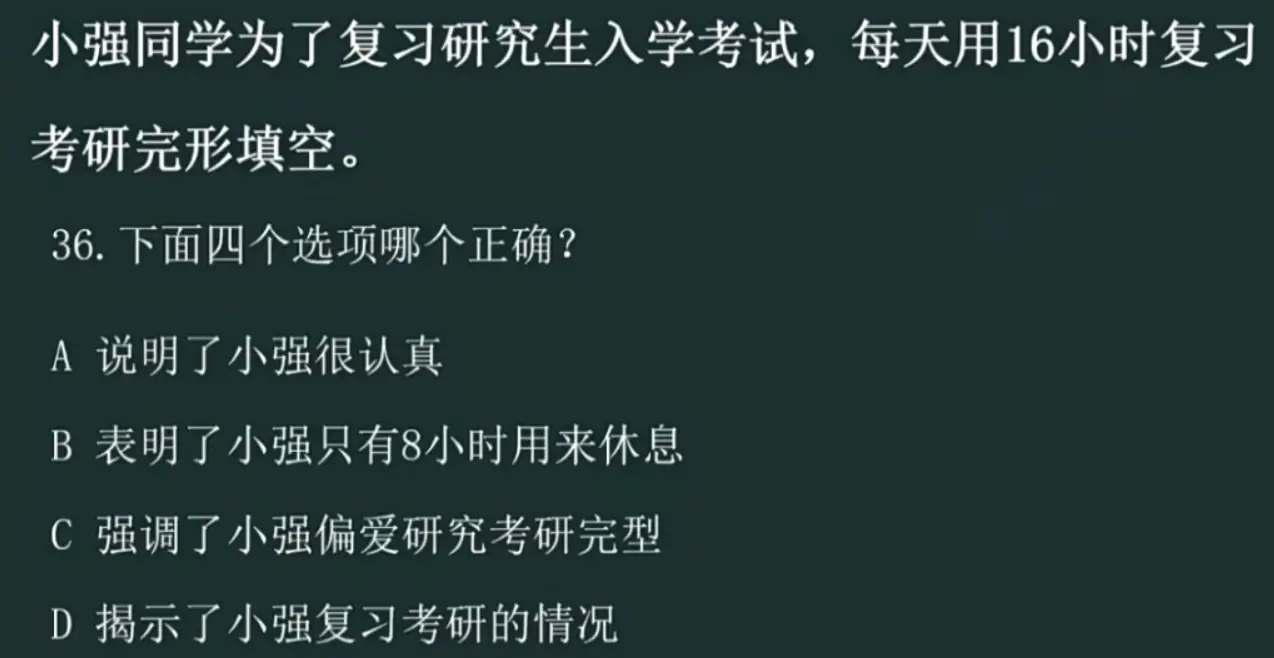 小强同学为了复习研究生入学考试，每天用16小时复习
考研完形填空。
36.下面四个选项哪个正确？
A 说明了小强很认真
B 表明了小强只有8小时用来休息
C 强调了小强偏爱研究考研完型
D 揭示了小强复习考研的情况